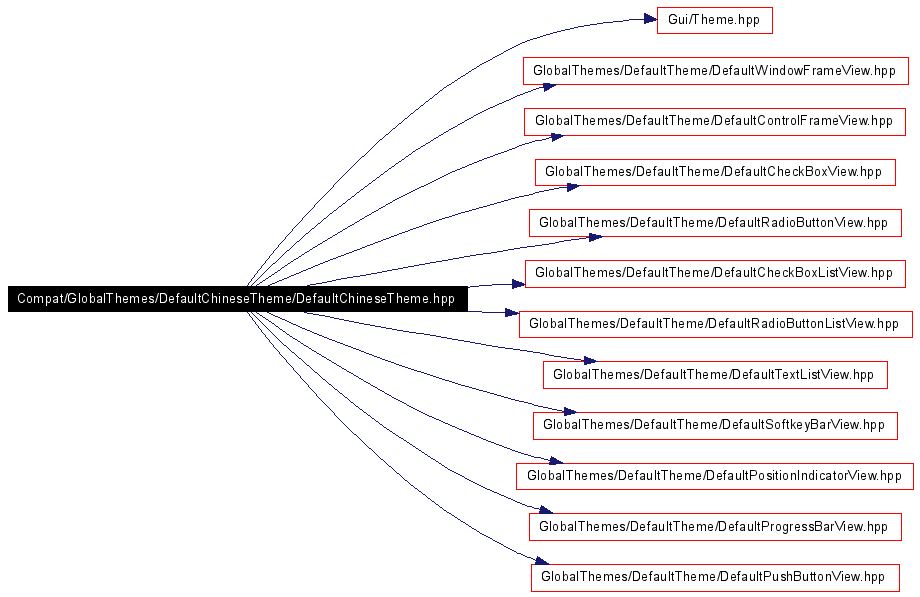 Gui/Theme.hpp
GlobalThemes/DefaultTheme/DefaultWindowFrameView.hpp
GlobalThemes/DefaultTheme/DefaultControlFrameView.hpp
GlobalThemes/DefaultTheme/DefaultCheckBoxView.hpp
GlobalThemes/DefaultTheme/DefaultRadioButtonView.hpp
GlobalThemes/DefaultTheme/DefaultCheckBoxListView.hpp
Compat/GlobalThemes/DefaultChineseTheme/DefaultChineseTheme.hpp
GlobalThemes/DefaultTheme/DefaultRadioButtonListView.hpp
GlobalThemes/DefaultTheme/DefaultTextListView.hpp
GlobalThemes/DefaultTheme/DefaultSoftkeyBarView.hpp
GlobalThemes/DefaultTheme/DefaultPositionIndicatorView.hpp
GlobalThemes/DefaultTheme/DefaultProgressBarView.hpp
GlobalThemes/DefaultTheme/DefaultPushButtonView.hpp